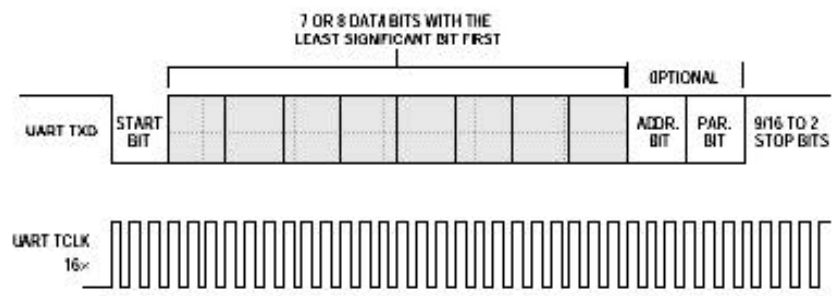 7 OR 8 DATA BITS WITH THE
LEAST SIGNIFICANT BIT FIRST
OPTIONAL
UART TXD
START
BIT
ADDR.
BIT
PAR.
BIT
9/16 TO 2
STOP BITS
UART TCLK
16×